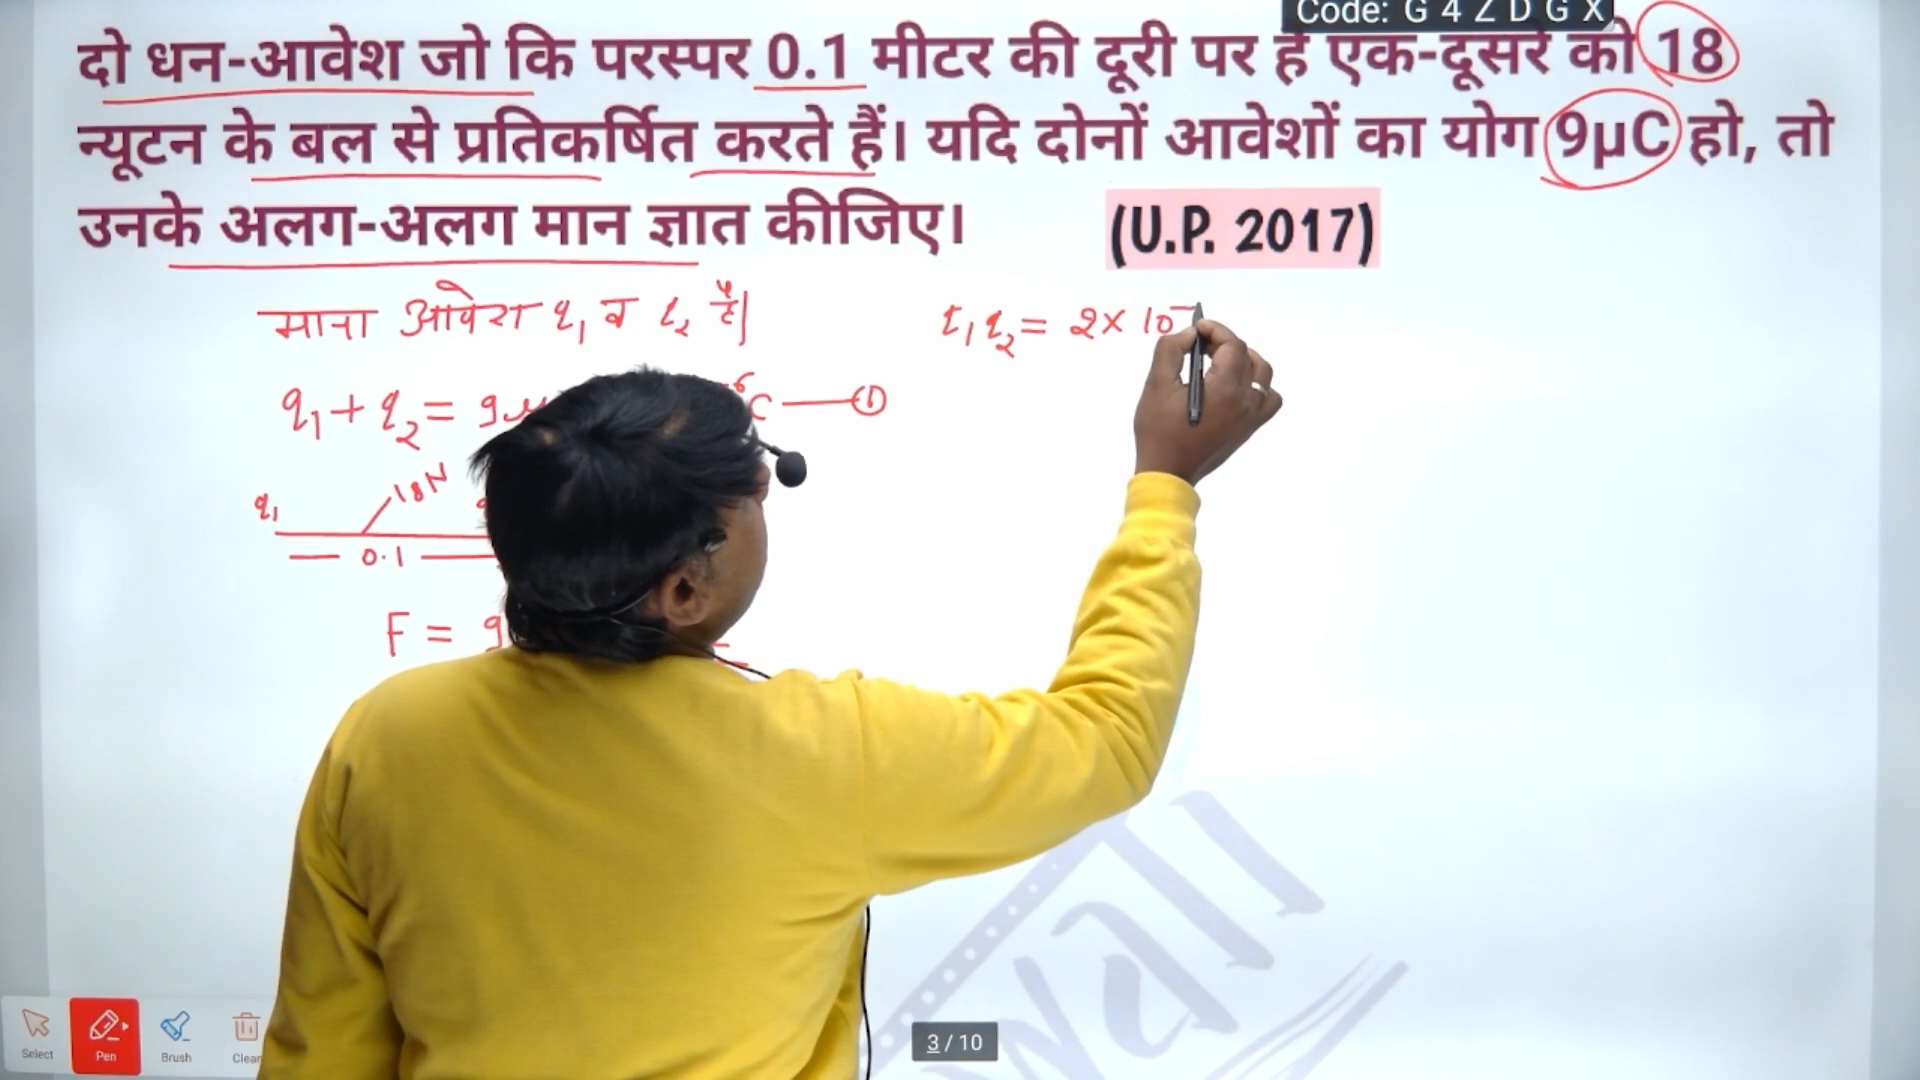 Code: G 4 Z D G X
दो धन-आवेश जो कि परस्पर 0.1 मीटर की दूरी पर हैं एक-दूसरे को 18
न्यूटन के बल से प्रतिकर्षित करते हैं। यदि दोनों आवेशों का योग 9μC हो, तो
उनके अलग-अलग मान ज्ञात कीजिए।
(U.P. 2017)
माना आवेश q₁ व q₂ है।
q₁ + q₂ = 9μ
C ——— ①
q₁ 18N
0.1
F = 9
q₁q₂ = 2 × 10⁻
Select Pen Brush Clear
3 / 10